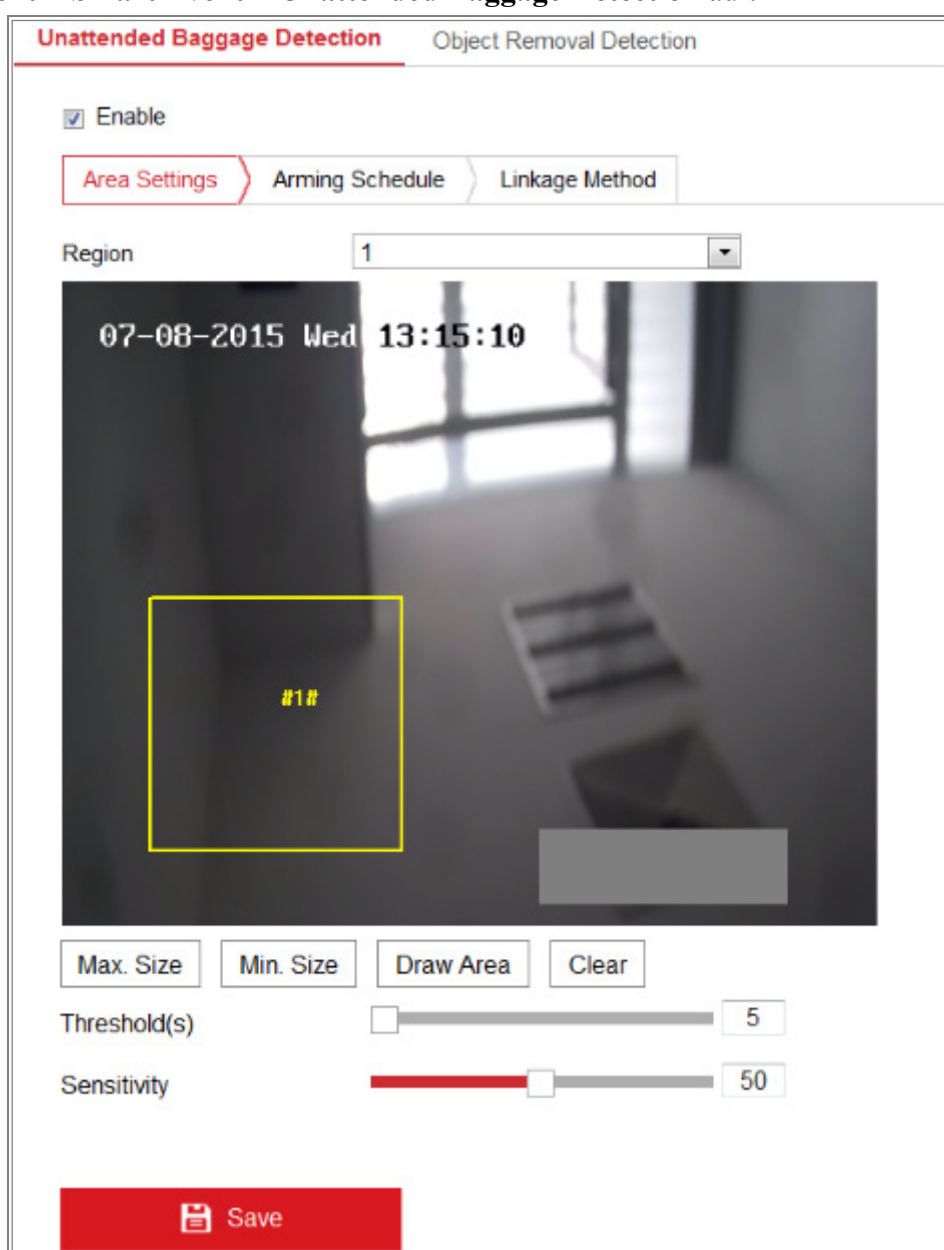 Unattended Baggage Detection Object Removal Detection
Enable
Area Settings Arming Schedule Linkage Method
Region 1
07-08-2015 Wed 13:15:10
#1#
Max. Size Min. Size Draw Area Clear
Threshold(s) 5
Sensitivity 50
Save